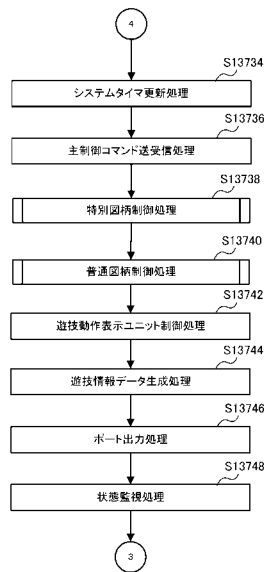 4
S13734
システムタイマ更新処理
S13736
主制御コマンド送受信処理
S13738
特別図柄制御処理
S13740
普通図柄制御処理
S13742
遊技動作表示ユニット制御処理
S13744
遊技情報データ生成処理
S13746
ポート出力処理
S13748
状態監視処理
3